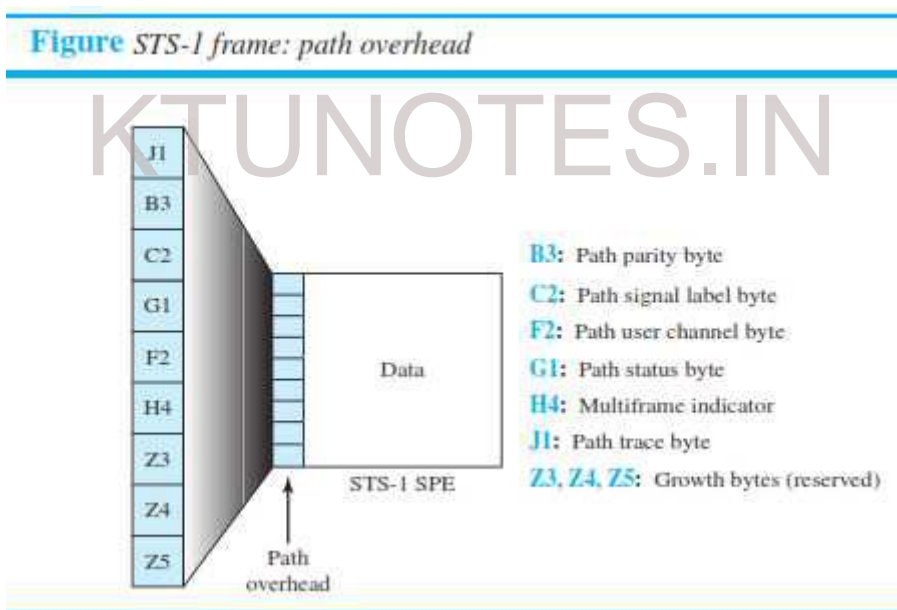 Figure STS-1 frame: path overhead
KTUNOTES.IN
J1
B3
C2
G1
F2
H4
Z3
Z4
Z5
Data
STS-1 SPE
Path
overhead
B3: Path parity byte
C2: Path signal label byte
F2: Path user channel byte
G1: Path status byte
H4: Multiframe indicator
J1: Path trace byte
Z3, Z4, Z5: Growth bytes (reserved)